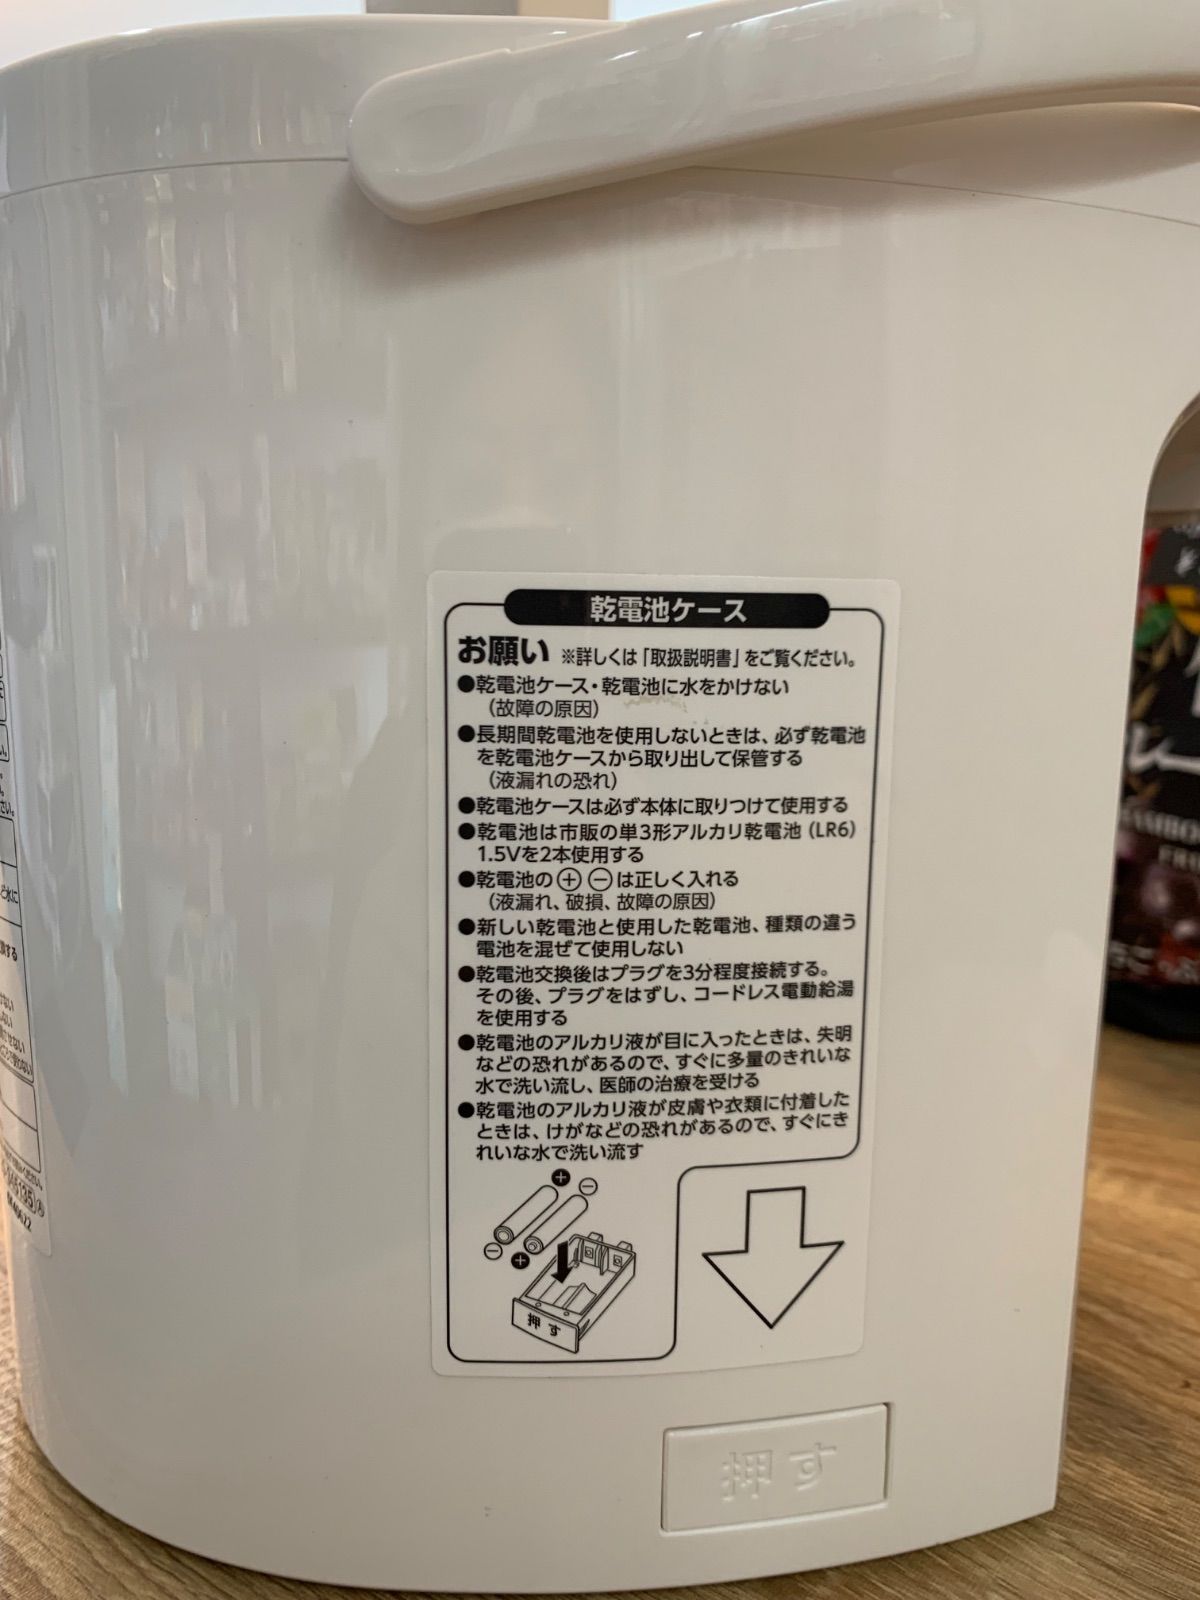 乾電池ケース
お願い ※詳しくは「取扱説明書」をご覧ください。
●乾電池ケース・乾電池に水をかけない
（故障の原因）
●長期間乾電池を使用しないときは、必ず乾電池
を乾電池ケースから取り出して保管する
（液漏れの恐れ）
●乾電池ケースは必ず本体に取りつけて使用する
●乾電池は市販の単3形アルカリ乾電池（LR6）
1.5Vを2本使用する
●乾電池の⊕⊖は正しく入れる
（液漏れ、破損、故障の原因）
●新しい乾電池と使用した乾電池、種類の違う
電池を混ぜて使用しない
●乾電池交換後はプラグを3分程度接続する。
その後、プラグをはずし、コードレス電動給湯
を使用する
●乾電池のアルカリ液が目に入ったときは、失明
などの恐れがあるので、すぐに多量のきれいな
水で洗い流し、医師の治療を受ける
●乾電池のアルカリ液が皮膚や衣類に付着した
ときは、けがなどの恐れがあるので、すぐにき
れいな水で洗い流す
⊕ ⊖
⊖ ⊕
押す
押す